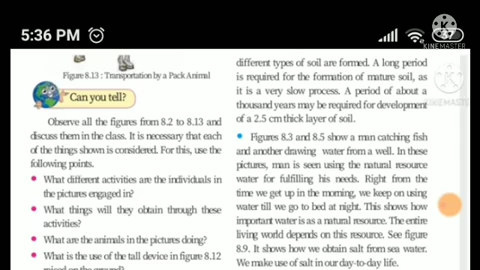 5:36 PM
37
KINEMASTER
KINEMASTER
Figure 8.13 : Transportation by a Pack Animal
Can you tell?
Observe all the figures from 8.2 to 8.13 and
discuss them in the class. It is necessary that each
of the things shown is considered. For this, use the
following points.
• What different activities are the individuals in
the pictures engaged in?
• What things will they obtain through these
activities?
• What are the animals in the pictures doing?
• What is the use of the tall device in figure 8.12
raised on the ground?
different types of soil are formed. A long period
is required for the formation of mature soil, as
it is a very slow process. A period of about a
thousand years may be required for development
of a 2.5 cm thick layer of soil.
• Figures 8.3 and 8.5 show a man catching fish
and another drawing water from a well. In these
pictures, man is seen using the natural resource
water for fulfilling his needs. Right from the
time we get up in the morning, we keep on using
water till we go to bed at night. This shows how
important water is as a natural resource. The entire
living world depends on this resource. See figure
8.9. It shows how we obtain salt from sea water.
We make use of salt in our day-to-day life.